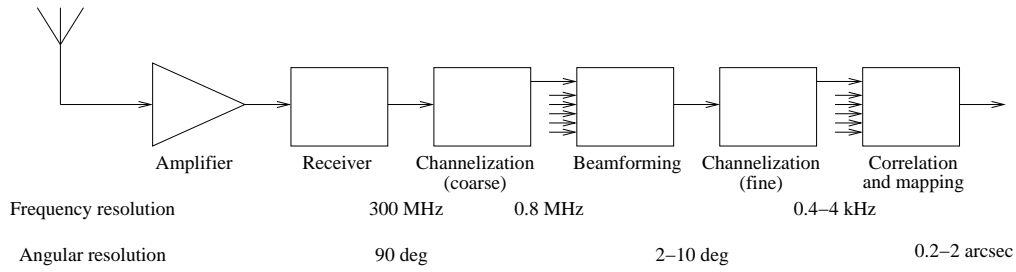 Amplifier Receiver Channelization (coarse) Beamforming Channelization (fine) Correlation and mapping
Frequency resolution 300 MHz 0.8 MHz 0.4–4 kHz
Angular resolution 90 deg 2–10 deg 0.2–2 arcsec